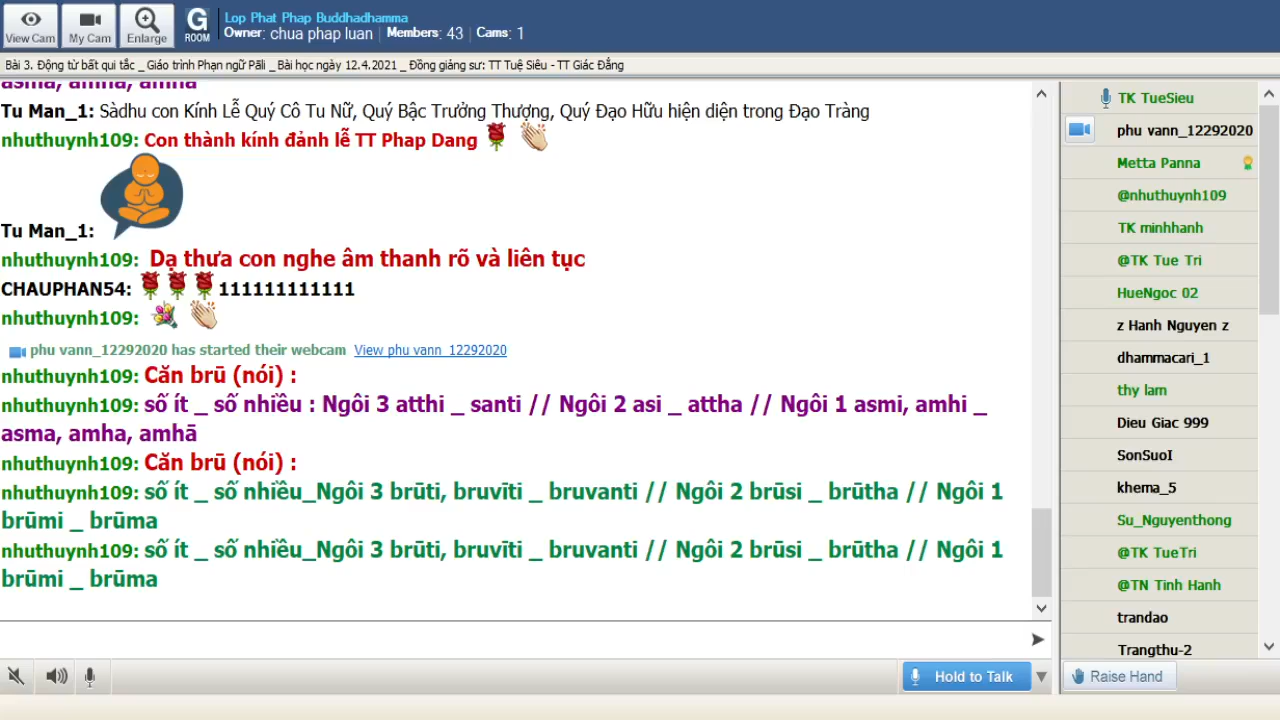 View Cam
My Cam
Enlarge
G
ROOM
Lop Phat Phap Buddhadhamma
Owner: chua phap luan | Members: 43 | Cams: 1
Bài 3. Động từ bất qui tắc _ Giáo trình Phạn ngữ Pāli _ Bài học ngày 12.4.2021 _ Đồng giảng sư: TT Tuệ Siêu - TT Giác Đẳng
asma, amha, amhā
Tu Man_1: Sàdhu con Kính Lễ Quý Cô Tu Nữ, Quý Bậc Trưởng Thượng, Quý Đạo Hữu hiện diện trong Đạo Tràng
nhuthuynh109: Con thành kính đảnh lễ TT Phap Dang
Tu Man_1:
nhuthuynh109: Dạ thưa con nghe âm thanh rõ và liên tục
CHAUPHAN54: 111111111111
nhuthuynh109:
phu vann_12292020 has started their webcam View phu vann_12292020
nhuthuynh109: Căn brū (nói) :
nhuthuynh109: số ít _ số nhiều : Ngôi 3 atthi _ santi // Ngôi 2 asi _ attha // Ngôi 1 asmi, amhi _
asma, amha, amhā
nhuthuynh109: Căn brū (nói) :
nhuthuynh109: số ít _ số nhiều_Ngôi 3 brūti, bruvīti _ bruvanti // Ngôi 2 brūsi _ brūtha // Ngôi 1
brūmi _ brūma
nhuthuynh109: số ít _ số nhiều_Ngôi 3 brūti, bruvīti _ bruvanti // Ngôi 2 brūsi _ brūtha // Ngôi 1
brūmi _ brūma
TK TueSieu
phu vann_12292020
Metta Panna
@nhuthuynh109
TK minhhanh
@TK Tue Tri
HueNgoc 02
z Hanh Nguyen z
dhammacari_1
thy lam
Dieu Giac 999
SonSuoI
khema_5
Su_Nguyenthong
@TK TueTri
@TN Tinh Hanh
trandao
Trangthu-2
Hold to Talk
Raise Hand